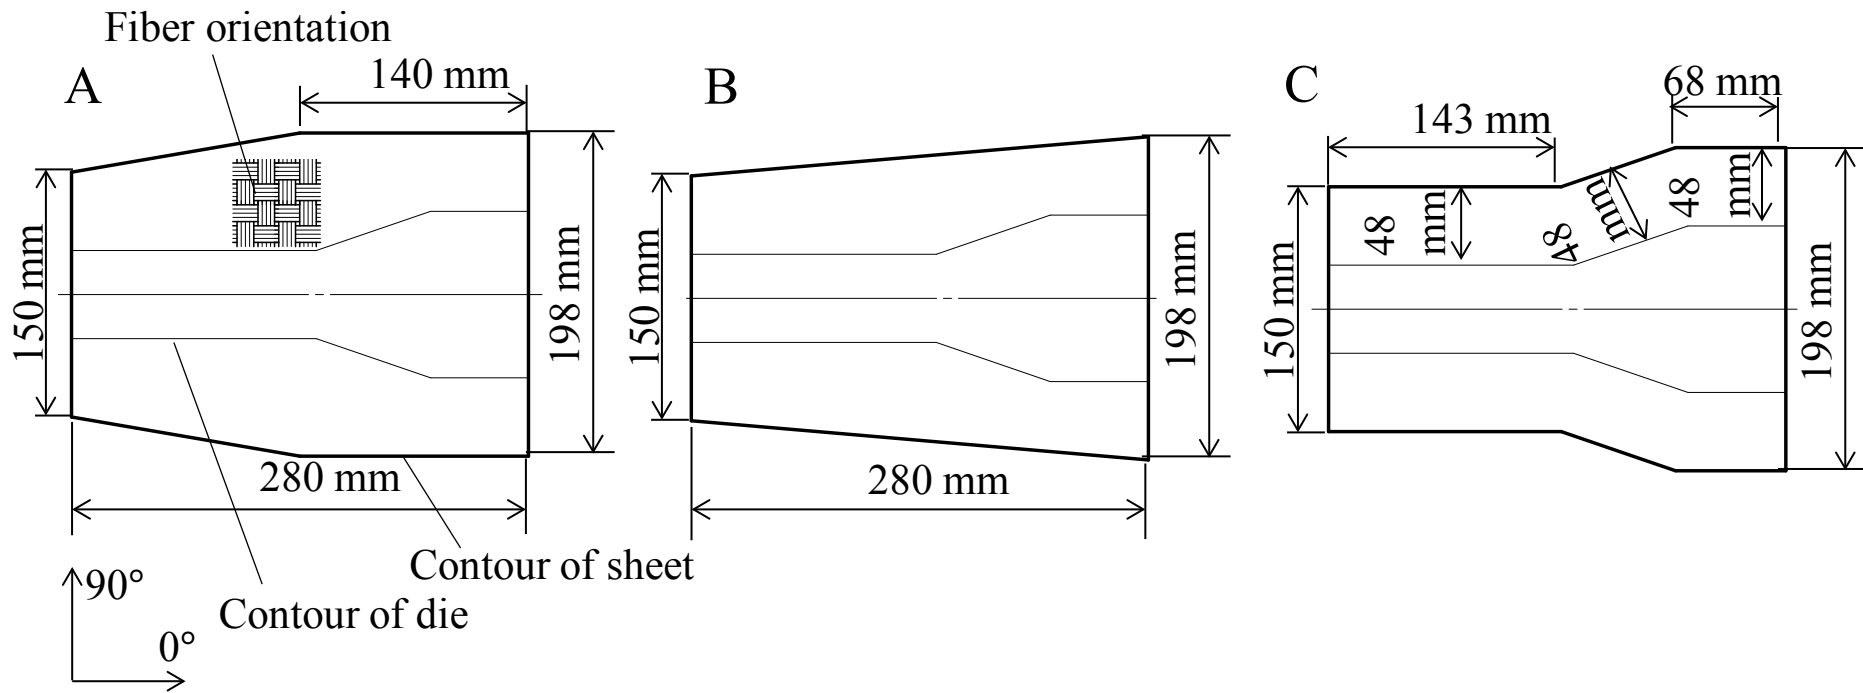 Fiber orientation
A
140 mm
150 mm
198 mm
280 mm
Contour of sheet
Contour of die
90°
0°
B
150 mm
198 mm
280 mm
C
143 mm
68 mm
48 mm
48 mm
48 mm
150 mm
198 mm